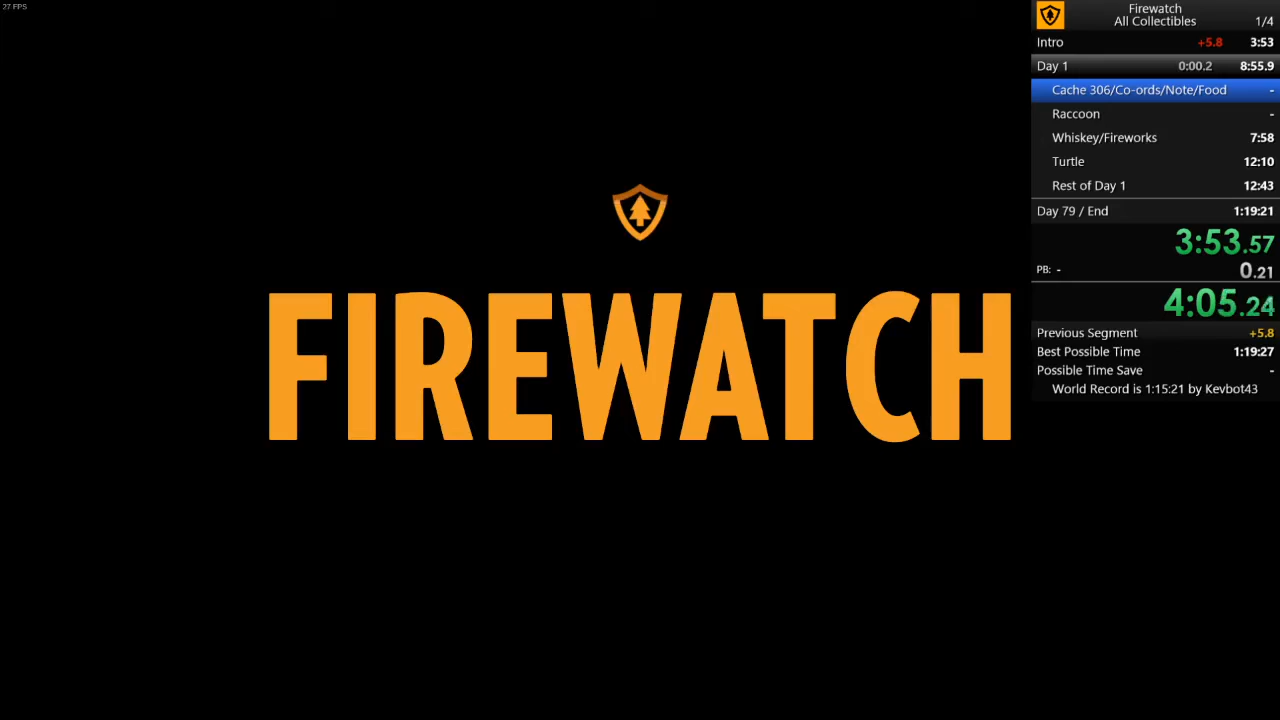 27 FPS
FIREWATCH
Firewatch
All Collectibles 1/4
Intro +5.8 3:53
Day 1 0:00.2 8:55.9
Cache 306/Co-ords/Note/Food -
Raccoon -
Whiskey/Fireworks 7:58
Turtle 12:10
Rest of Day 1 12:43
Day 79 / End 1:19:21
3:53.57
PB: - 0.21
4:05.24
Previous Segment +5.8
Best Possible Time 1:19:27
Possible Time Save -
World Record is 1:15:21 by Kevbot43